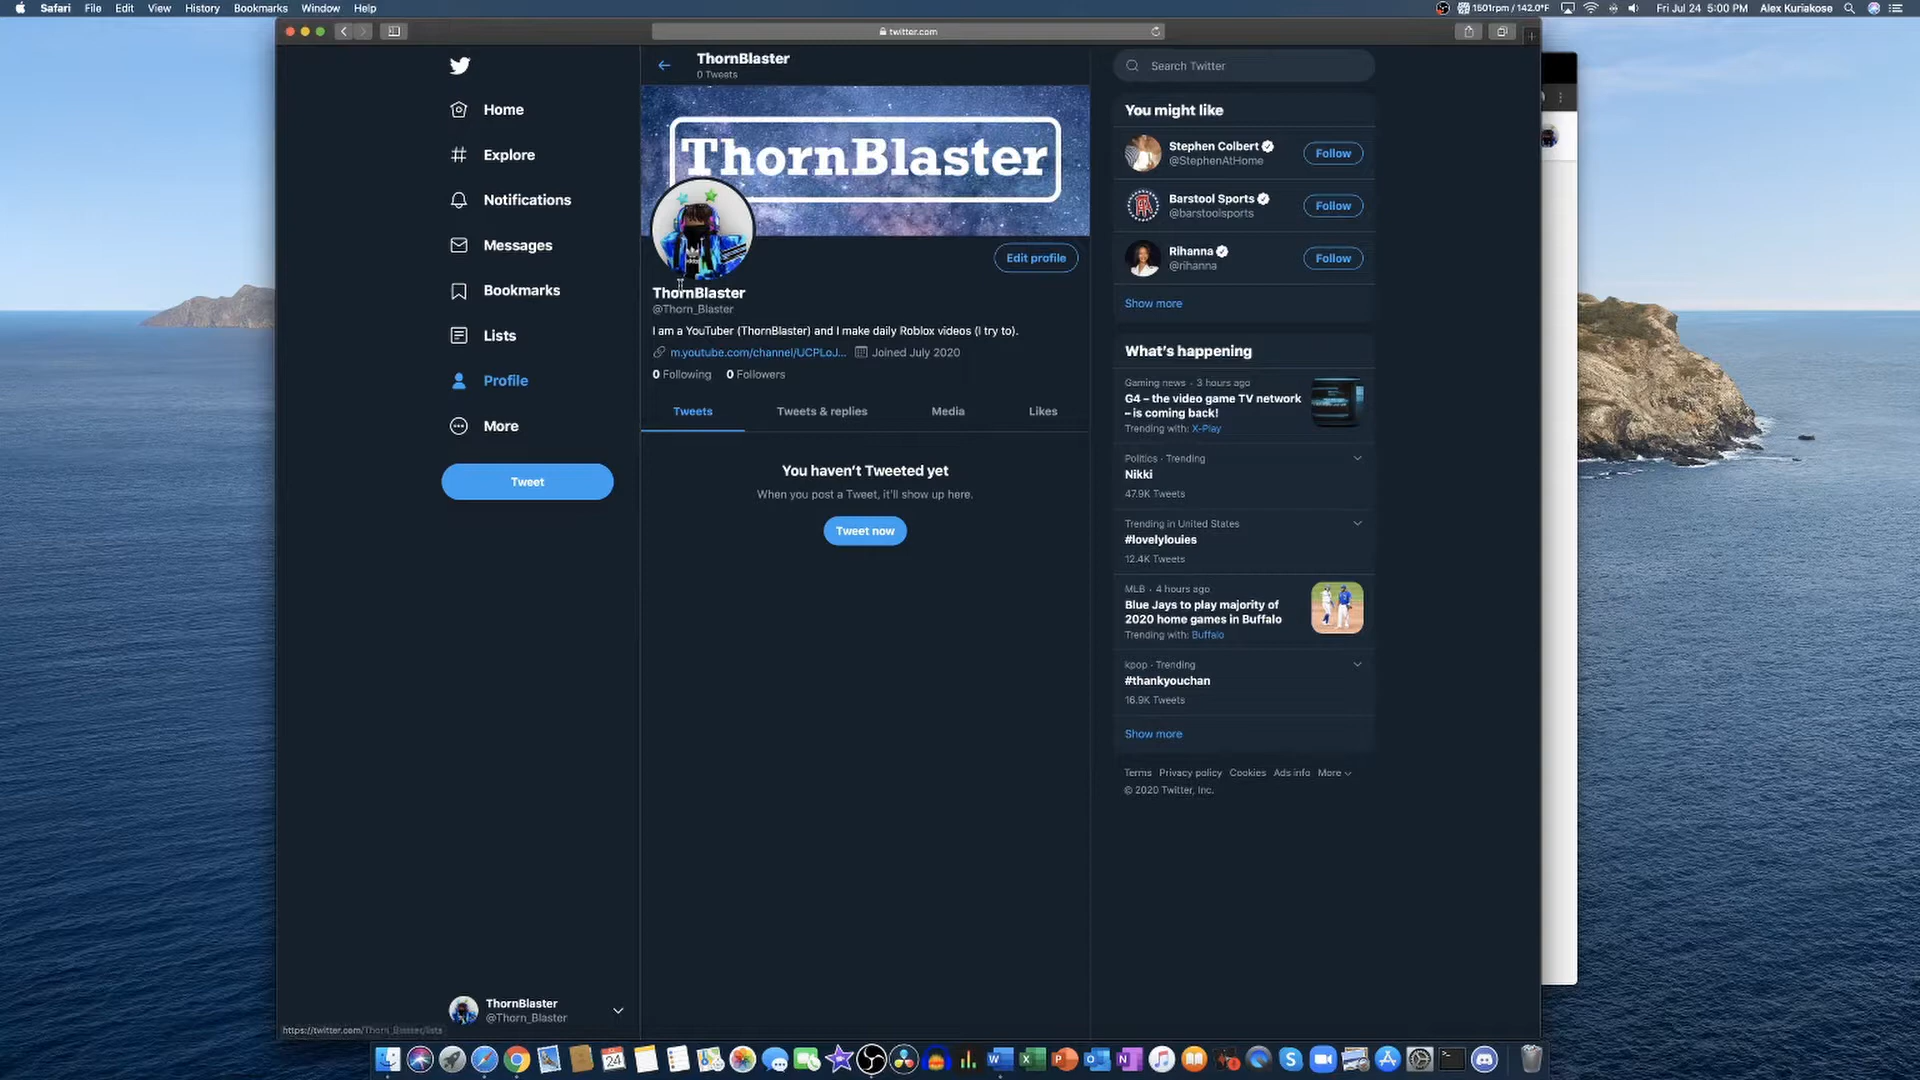 Safari File Edit View History Bookmarks Window Help
1501rpm / 142.0°F Fri Jul 24 5:00 PM Alex Kuriakose
twitter.com
Home
Explore
Notifications
Messages
Bookmarks
Lists
Profile
More
Tweet
ThornBlaster
@Thorn_Blaster
https://twitter.com/Thorn_Blaster/lists
ThornBlaster
0 Tweets
ThornBlaster
adidas
Edit profile
ThornBlaster
@Thorn_Blaster
I am a YouTuber (ThornBlaster) and I make daily Roblox videos (I try to).
m.youtube.com/channel/UCPLoJ... Joined July 2020
0 Following 0 Followers
Tweets Tweets & replies Media Likes
You haven't Tweeted yet
When you post a Tweet, it'll show up here.
Tweet now
Search Twitter
You might like
Stephen Colbert
@StephenAtHome
Follow
Barstool Sports
@barstoolsports
Follow
Rihanna
@rihanna
Follow
Show more
What's happening
Gaming news · 3 hours ago
G4 – the video game TV network
– is coming back!
Trending with: X-Play
Politics · Trending
Nikki
47.9K Tweets
Trending in United States
#lovelylouies
12.4K Tweets
MLB · 4 hours ago
Blue Jays to play majority of
2020 home games in Buffalo
Trending with: Buffalo
kpop · Trending
#thankyouchan
16.9K Tweets
Show more
Terms Privacy policy Cookies Ads info More
© 2020 Twitter, Inc.
24